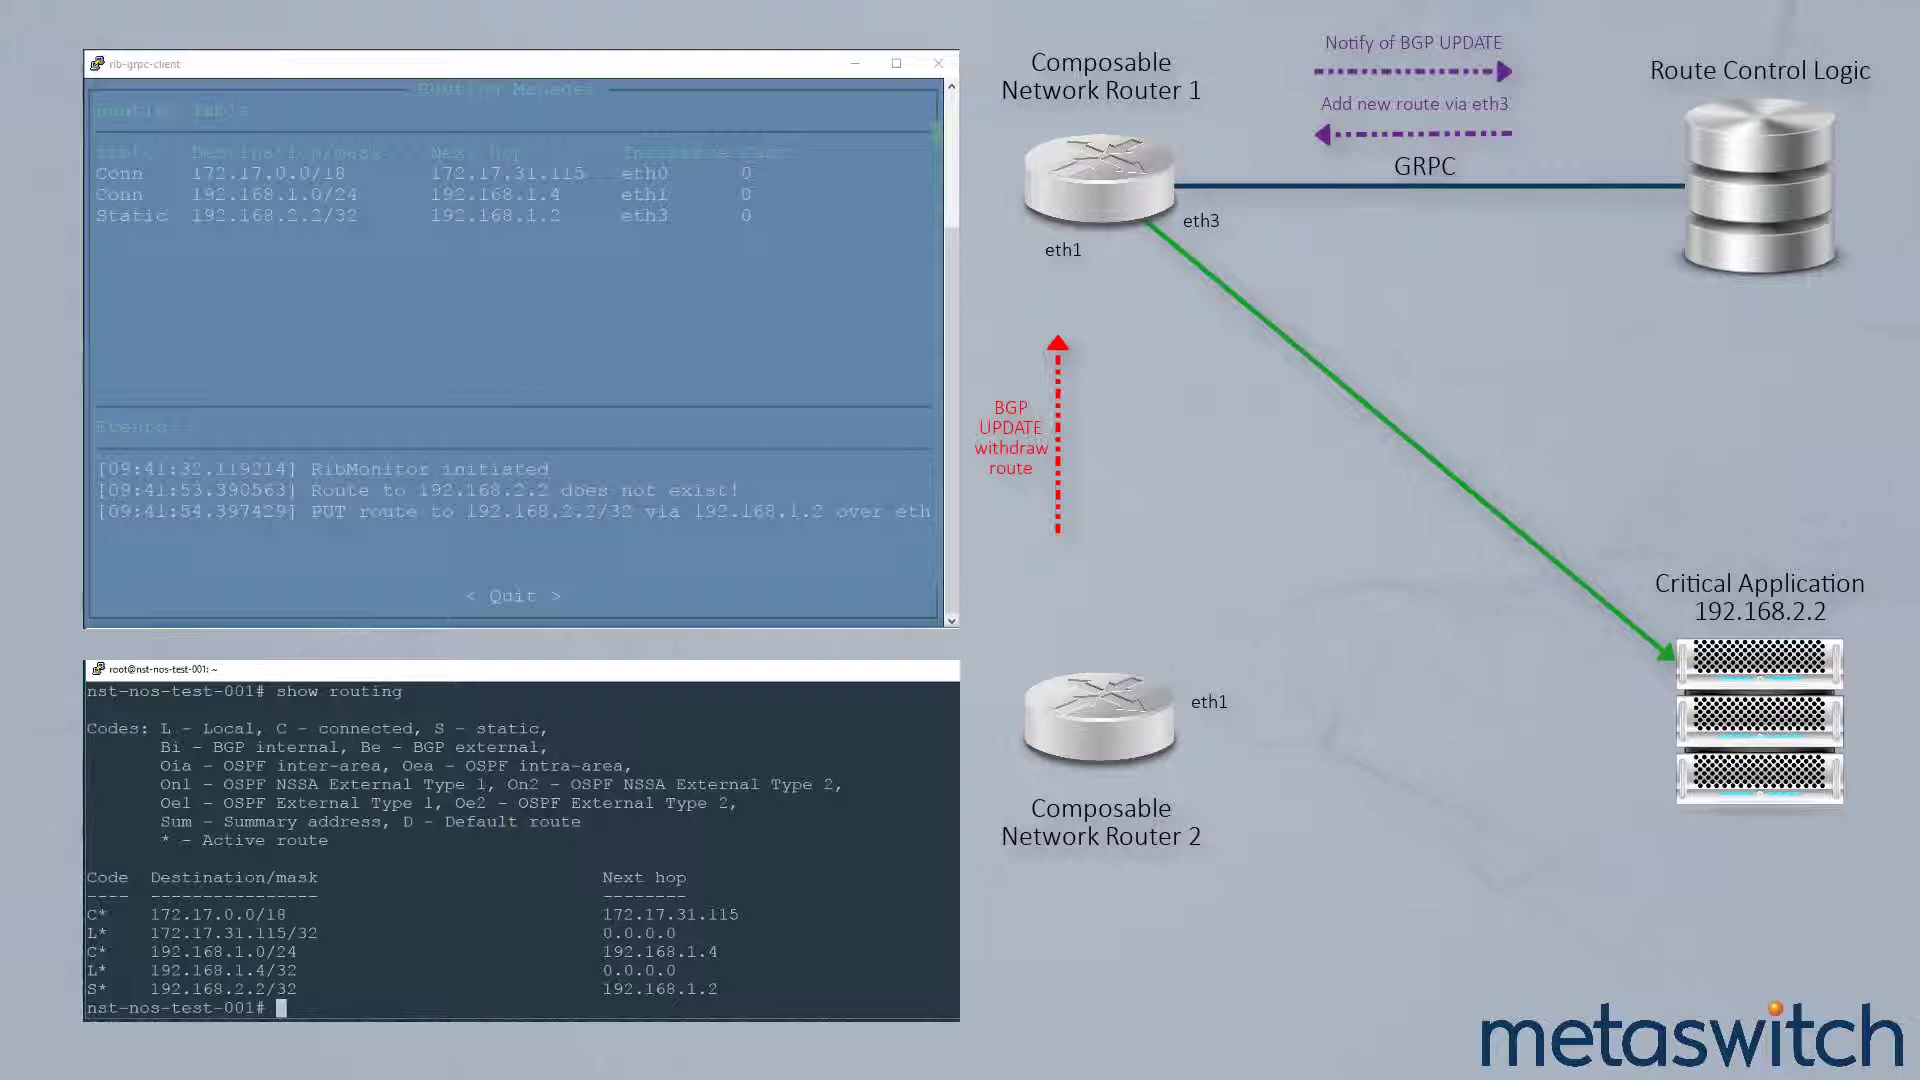 rib-grpc-client
Conn 172.17.0.0/18 172.17.31.115 eth0 0
Conn 192.168.1.0/24 192.168.1.4 eth1 0
Static 192.168.2.2/32 192.168.1.2 eth3 0
Events
[09:41:32.119214] RibMonitor initiated
[09:41:53.390563] Route to 192.168.2.2 does not exist!
[09:41:54.397429] PUT route to 192.168.2.2/32 via 192.168.1.2 over eth
< Quit >
root@nst-nos-test-001: ~
nst-nos-test-001# show routing
Codes: L - Local, C - connected, S - static,
Bi - BGP internal, Be - BGP external,
Oia - OSPF inter-area, Oea - OSPF intra-area,
On1 - OSPF NSSA External Type 1, On2 - OSPF NSSA External Type 2,
Oe1 - OSPF External Type 1, Oe2 - OSPF External Type 2,
Sum - Summary address, D - Default route
* - Active route
Code Destination/mask Next hop
---- ---------------- --------
C* 172.17.0.0/18 172.17.31.115
L* 172.17.31.115/32 0.0.0.0
C* 192.168.1.0/24 192.168.1.4
L* 192.168.1.4/32 0.0.0.0
S* 192.168.2.2/32 192.168.1.2
nst-nos-test-001#
Composable
Network Router 1
Notify of BGP UPDATE
Add new route via eth3
GRPC
Route Control Logic
eth3
eth1
BGP
UPDATE
withdraw
route
Critical Application
192.168.2.2
eth1
Composable
Network Router 2
metaswitch